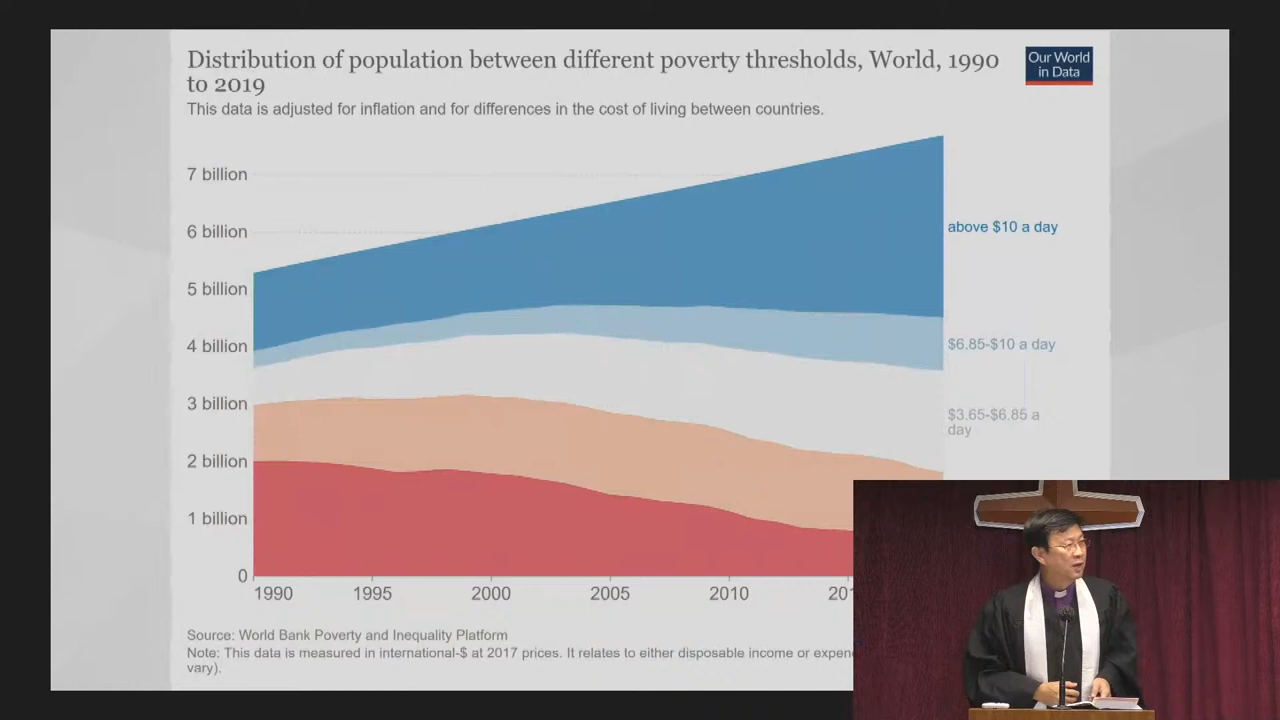 Distribution of population between different poverty thresholds, World, 1990
to 2019
Our World
in Data
This data is adjusted for inflation and for differences in the cost of living between countries.
7 billion
6 billion
5 billion
4 billion
3 billion
2 billion
1 billion
0
above $10 a day
$6.85-$10 a day
$3.65-$6.85 a
day
1990
1995
2000
2005
2010
201
Source: World Bank Poverty and Inequality Platform
Note: This data is measured in international-$ at 2017 prices. It relates to either disposable income or expen
vary).